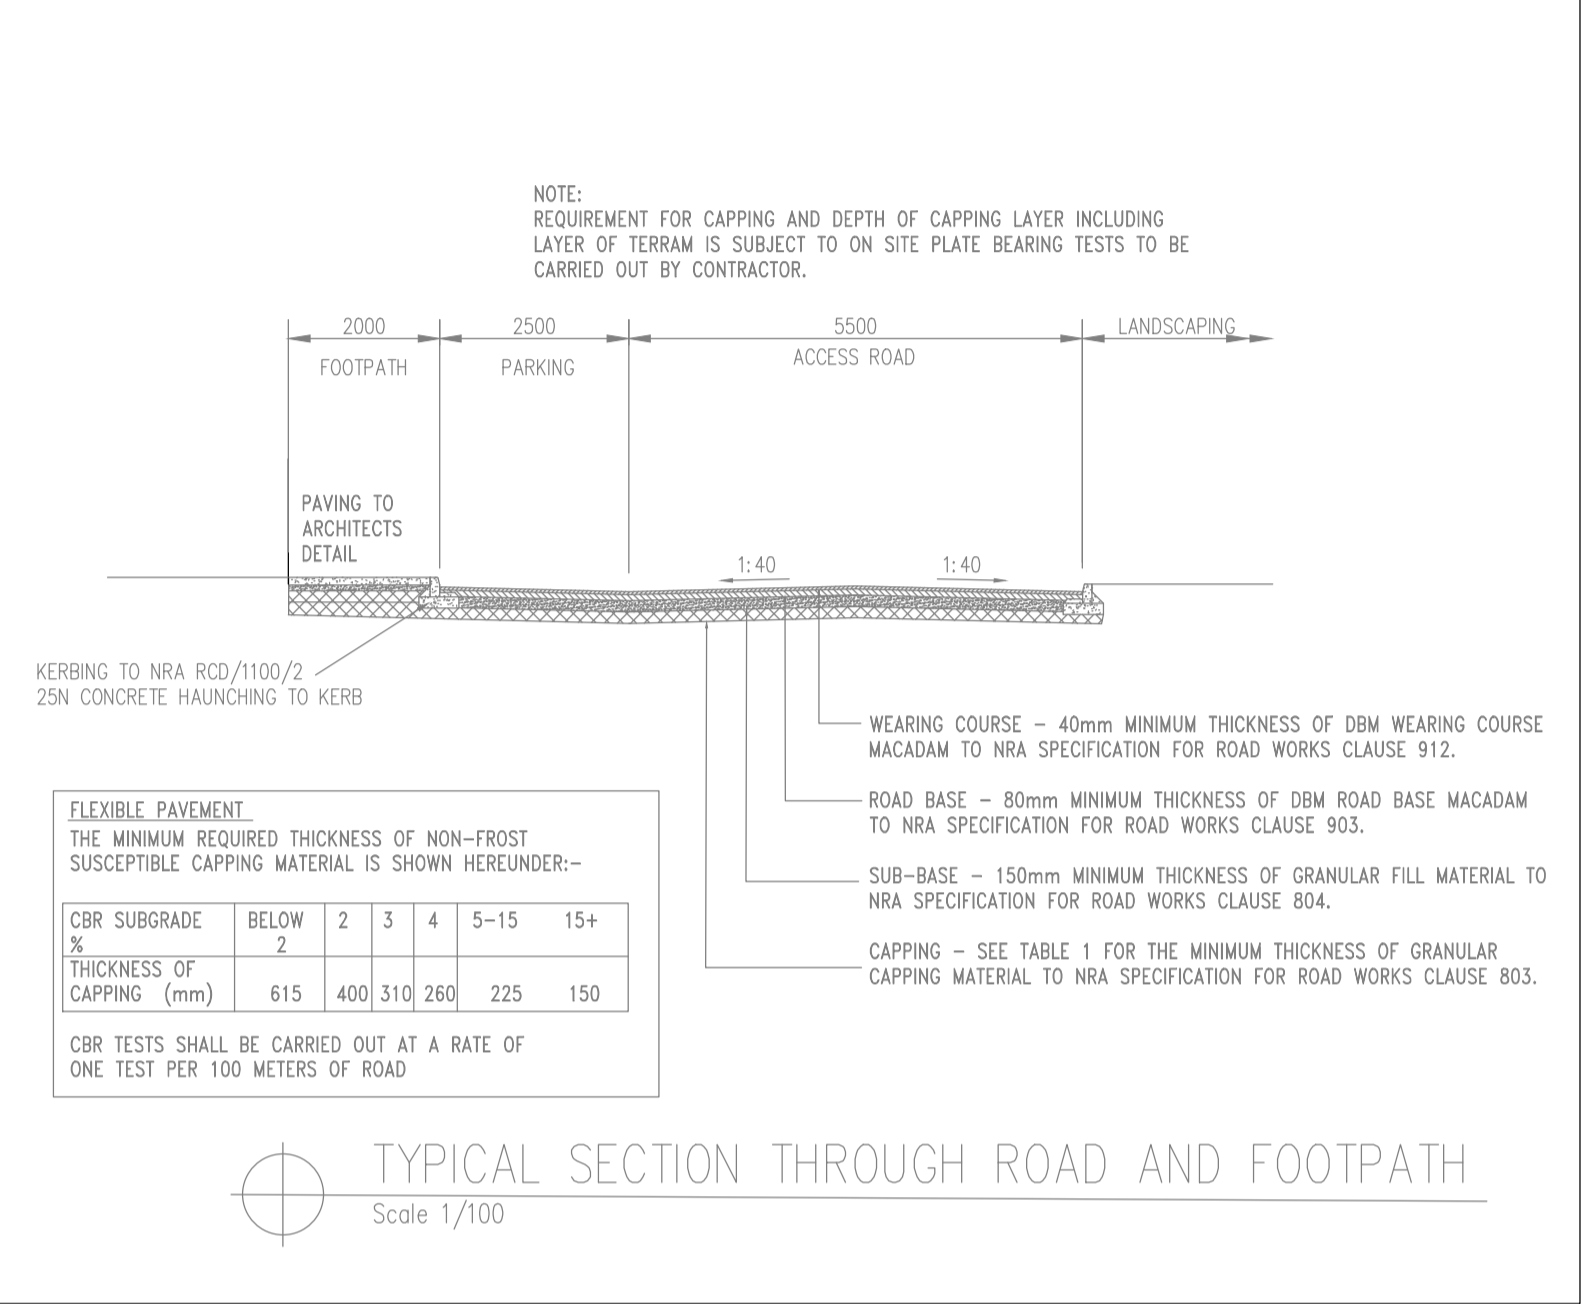 NOTE:
REQUIREMENT FOR CAPPING AND DEPTH OF CAPPING LAYER INCLUDING
LAYER OF TERRAM IS SUBJECT TO ON SITE PLATE BEARING TESTS TO BE
CARRIED OUT BY CONTRACTOR.
2000
2500
5500
LANDSCAPING
FOOTPATH
PARKING
ACCESS ROAD
PAVING TO
ARCHITECTS
DETAIL
1:40
1:40
KERBING TO NRA RCD/1100/2
25N CONCRETE HAUNCHING TO KERB
WEARING COURSE – 40mm MINIMUM THICKNESS OF DBM WEARING COURSE
MACADAM TO NRA SPECIFICATION FOR ROAD WORKS CLAUSE 912.
ROAD BASE – 80mm MINIMUM THICKNESS OF DBM ROAD BASE MACADAM
TO NRA SPECIFICATION FOR ROAD WORKS CLAUSE 903.
SUB–BASE – 150mm MINIMUM THICKNESS OF GRANULAR FILL MATERIAL TO
NRA SPECIFICATION FOR ROAD WORKS CLAUSE 804.
CAPPING – SEE TABLE 1 FOR THE MINIMUM THICKNESS OF GRANULAR
CAPPING MATERIAL TO NRA SPECIFICATION FOR ROAD WORKS CLAUSE 803.
FLEXIBLE PAVEMENT
THE MINIMUM REQUIRED THICKNESS OF NON–FROST
SUSCEPTIBLE CAPPING MATERIAL IS SHOWN HEREUNDER:–
CBR SUBGRADE BELOW 2 3 4 5–15 15+
% 2
THICKNESS OF
CAPPING (mm) 615 400 310 260 225 150
CBR TESTS SHALL BE CARRIED OUT AT A RATE OF
ONE TEST PER 100 METERS OF ROAD
TYPICAL SECTION THROUGH ROAD AND FOOTPATH
Scale 1/100